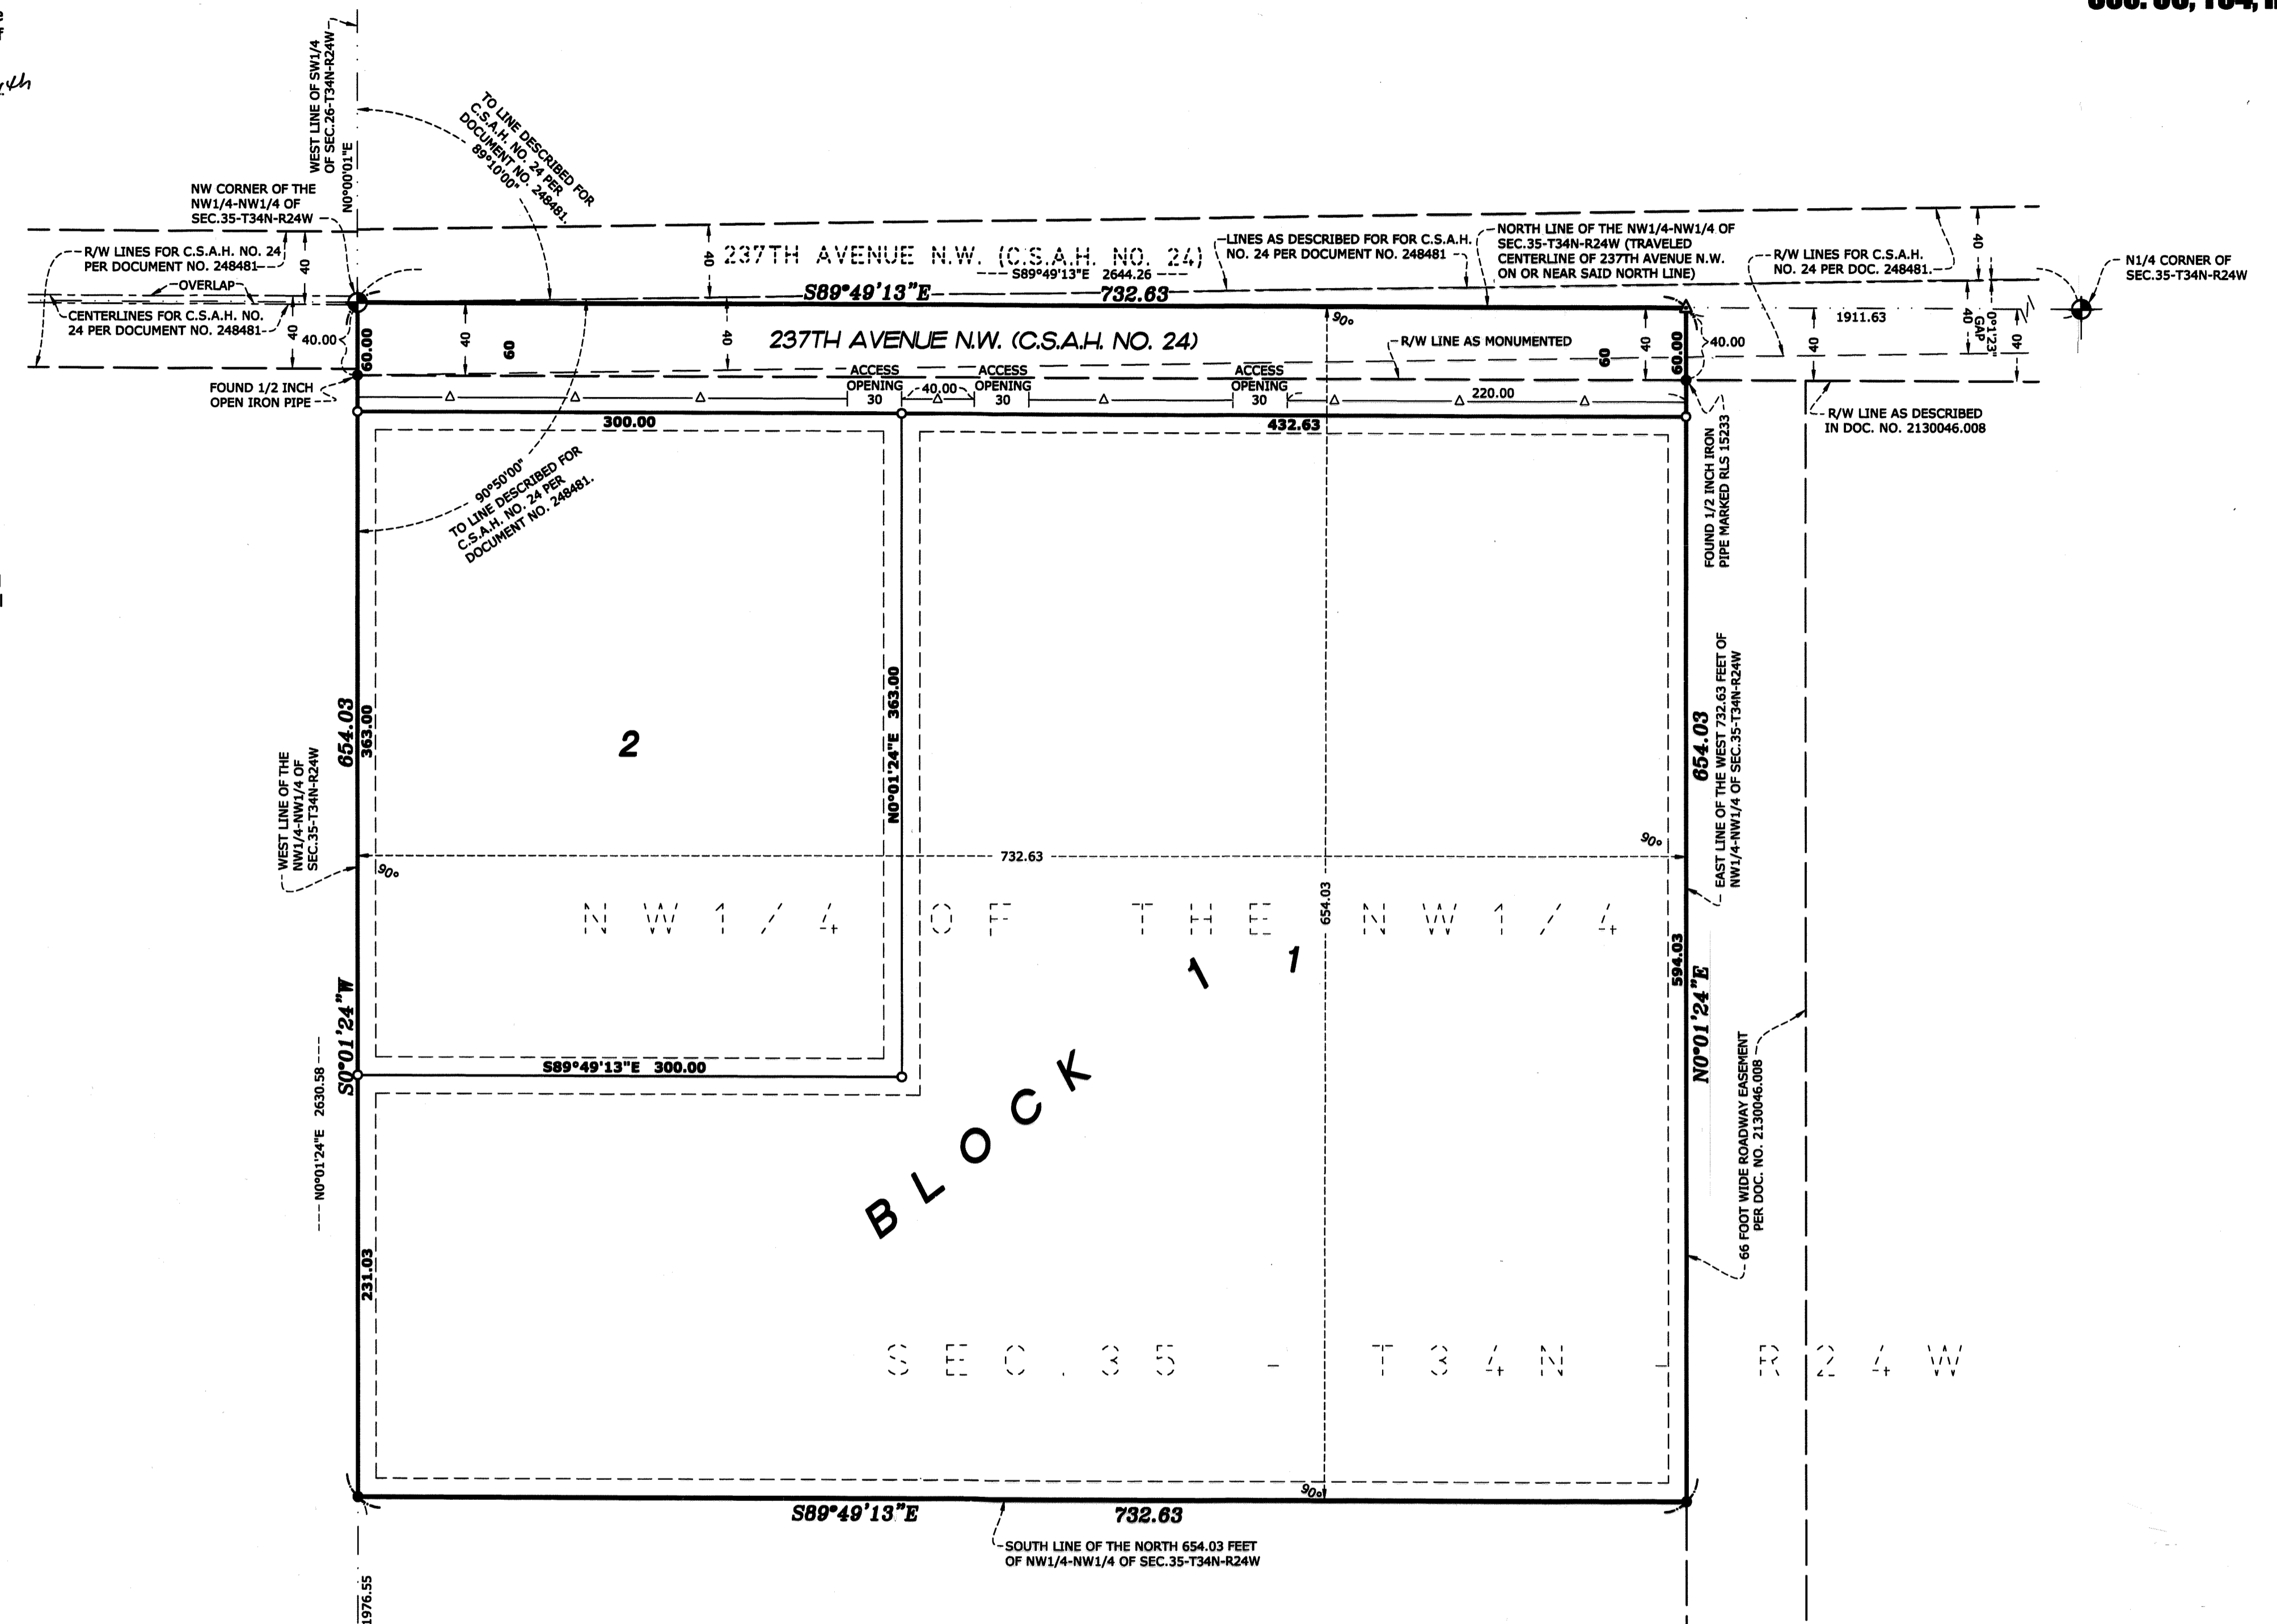 WEST LINE OF SW1/4
OF SEC.26-T34N-R24W
N0°00'01"E
TO LINE DESCRIBED FOR
C.S.A.H. NO. 24 PER
DOCUMENT NO. 248481.
89°10'00"
NW CORNER OF THE
NW1/4-NW1/4 OF
SEC.35-T34N-R24W
R/W LINES FOR C.S.A.H. NO. 24
PER DOCUMENT NO. 248481
40
OVERLAP
CENTERLINES FOR C.S.A.H. NO.
24 PER DOCUMENT NO. 248481
40
40.00
60.00
FOUND 1/2 INCH
OPEN IRON PIPE
40
237TH AVENUE N.W. (C.S.A.H. NO. 24)
S89°49'13"E 2644.26
S89°49'13"E 732.63
LINES AS DESCRIBED FOR FOR C.S.A.H.
NO. 24 PER DOCUMENT NO. 248481
NORTH LINE OF THE NW1/4-NW1/4 OF
SEC.35-T34N-R24W (TRAVELED
CENTERLINE OF 237TH AVENUE N.W.
ON OR NEAR SAID NORTH LINE)
R/W LINES FOR C.S.A.H.
NO. 24 PER DOC. 248481.
40
N1/4 CORNER OF
SEC.35-T34N-R24W
1911.63
40
40
0°1'23"
GAP
40
40
60
40
237TH AVENUE N.W. (C.S.A.H. NO. 24)
90°
R/W LINE AS MONUMENTED
60
40
60.00
40.00
ACCESS
OPENING
30
40.00
ACCESS
OPENING
30
ACCESS
OPENING
30
220.00
R/W LINE AS DESCRIBED
IN DOC. NO. 2130046.008
300.00
432.63
FOUND 1/2 INCH IRON
PIPE MARKED RLS 15233
90°50'00"
TO LINE DESCRIBED FOR
C.S.A.H. NO. 24 PER
DOCUMENT NO. 248481.
654.03
363.00
2
N0°01'24"E 363.00
654.03
EAST LINE OF THE WEST 732.63 FEET OF
NW1/4-NW1/4 OF SEC.35-T34N-R24W
WEST LINE OF THE
NW1/4-NW1/4 OF
SEC.35-T34N-R24W
90°
732.63
90°
NW1/4 OF THE NW1/4
654.03
1
1
594.03
N0°01'24"E
S0°01'24"W
N0°01'24"E 2630.58
S89°49'13"E 300.00
BLOCK
66 FOOT WIDE ROADWAY EASEMENT
PER DOC. NO. 2130046.008
231.03
SEC.35 - T34N - R24W
90°
S89°49'13"E 732.63
SOUTH LINE OF THE NORTH 654.03 FEET
OF NW1/4-NW1/4 OF SEC.35-T34N-R24W
1976.55